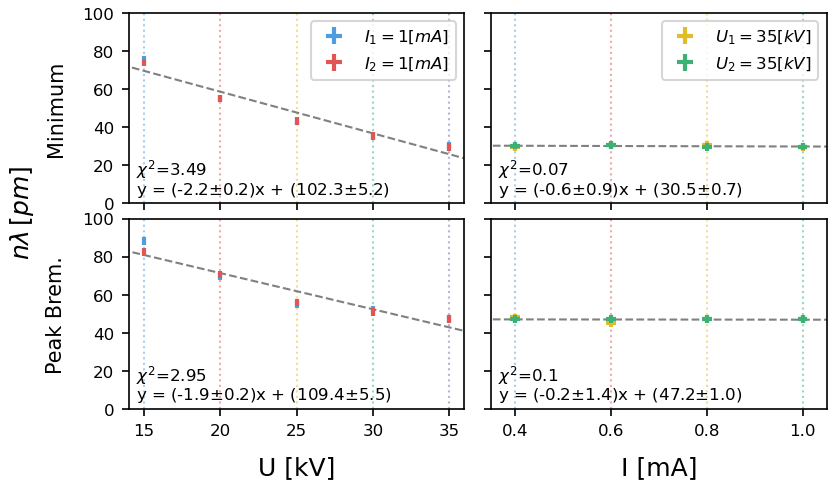 100
80
60
40
20
0
Minimum
I₁ = 1[mA]
I₂ = 1[mA]
χ²=3.49
y = (-2.2±0.2)x + (102.3±5.2)
U₁ = 35[kV]
U₂ = 35[kV]
χ²=0.07
y = (-0.6±0.9)x + (30.5±0.7)
nλ [pm]
100
80
60
40
20
0
Peak Brem.
χ²=2.95
y = (-1.9±0.2)x + (109.4±5.5)
15 20 25 30 35
U [kV]
χ²=0.1
y = (-0.2±1.4)x + (47.2±1.0)
0.4 0.6 0.8 1.0
I [mA]